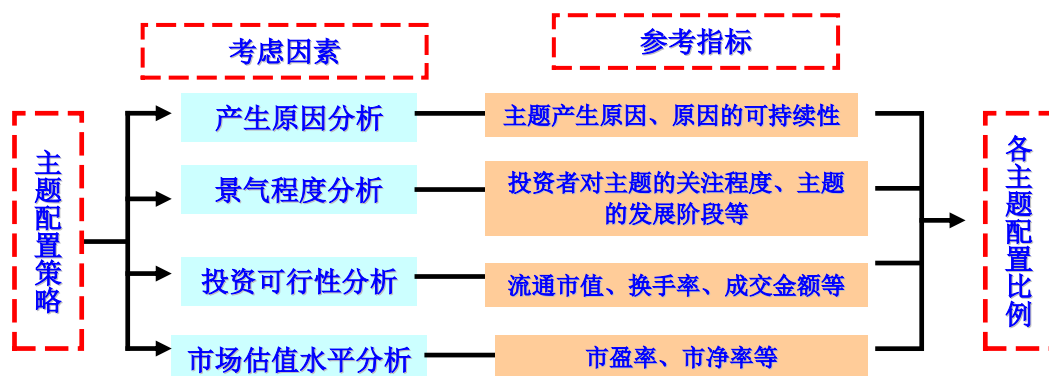 考虑因素
参考指标
主题配置策略
产生原因分析
主题产生原因、原因的可持续性
景气程度分析
投资者对主题的关注程度、主题
的发展阶段等
投资可行性分析
流通市值、换手率、成交金额等
市场估值水平分析
市盈率、市净率等
各主题配置比例